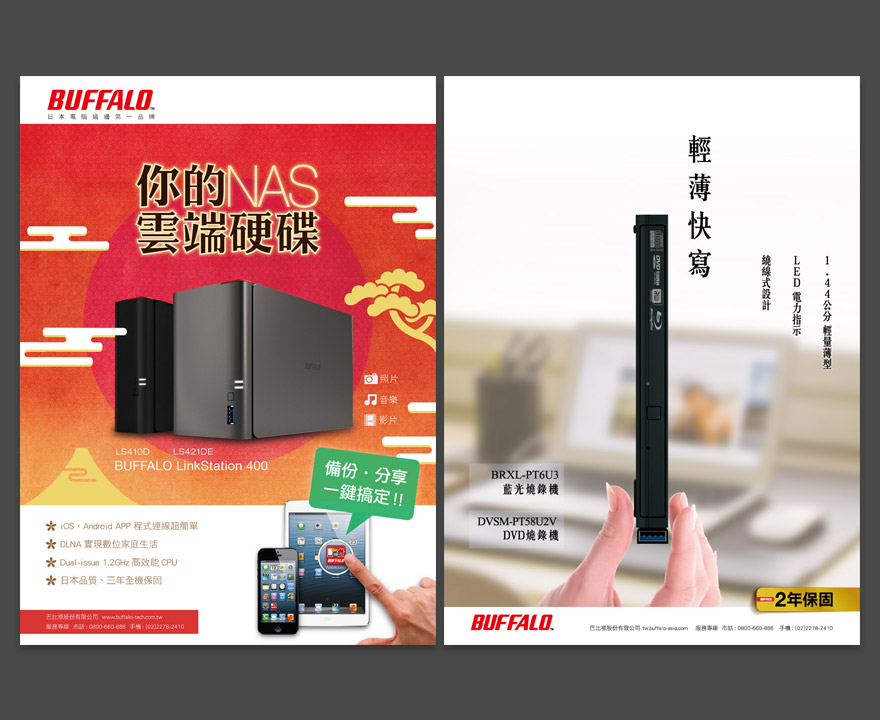 BUFFALO
日本電腦週邊第一品牌
你的NAS
雲端硬碟
照片
音樂
影片
LS410D LS421DE
BUFFALO LinkStation 400
備份・分享
一鍵搞定!!
iOS・Android APP 程式連線超簡單
DLNA 實現數位家庭生活
Dual-issue 1.2GHz 高效能 CPU
日本品質、三年全機保固
巴比祿股份有限公司 www.buffalo-tech.com.tw
服務專線 市話:0800-660-886 手機:(02)2278-2410
輕薄快寫
1.44公分 輕量薄型
LED 電力指示
繞線式設計
BRXL-PT6U3
藍光燒錄機
DVSM-PT58U2V
DVD燒錄機
2年保固
BUFFALO
巴比祿股份有限公司 tw.buffalo-asia.com 服務專線 市話:0800-660-886 手機:(02)2278-2410